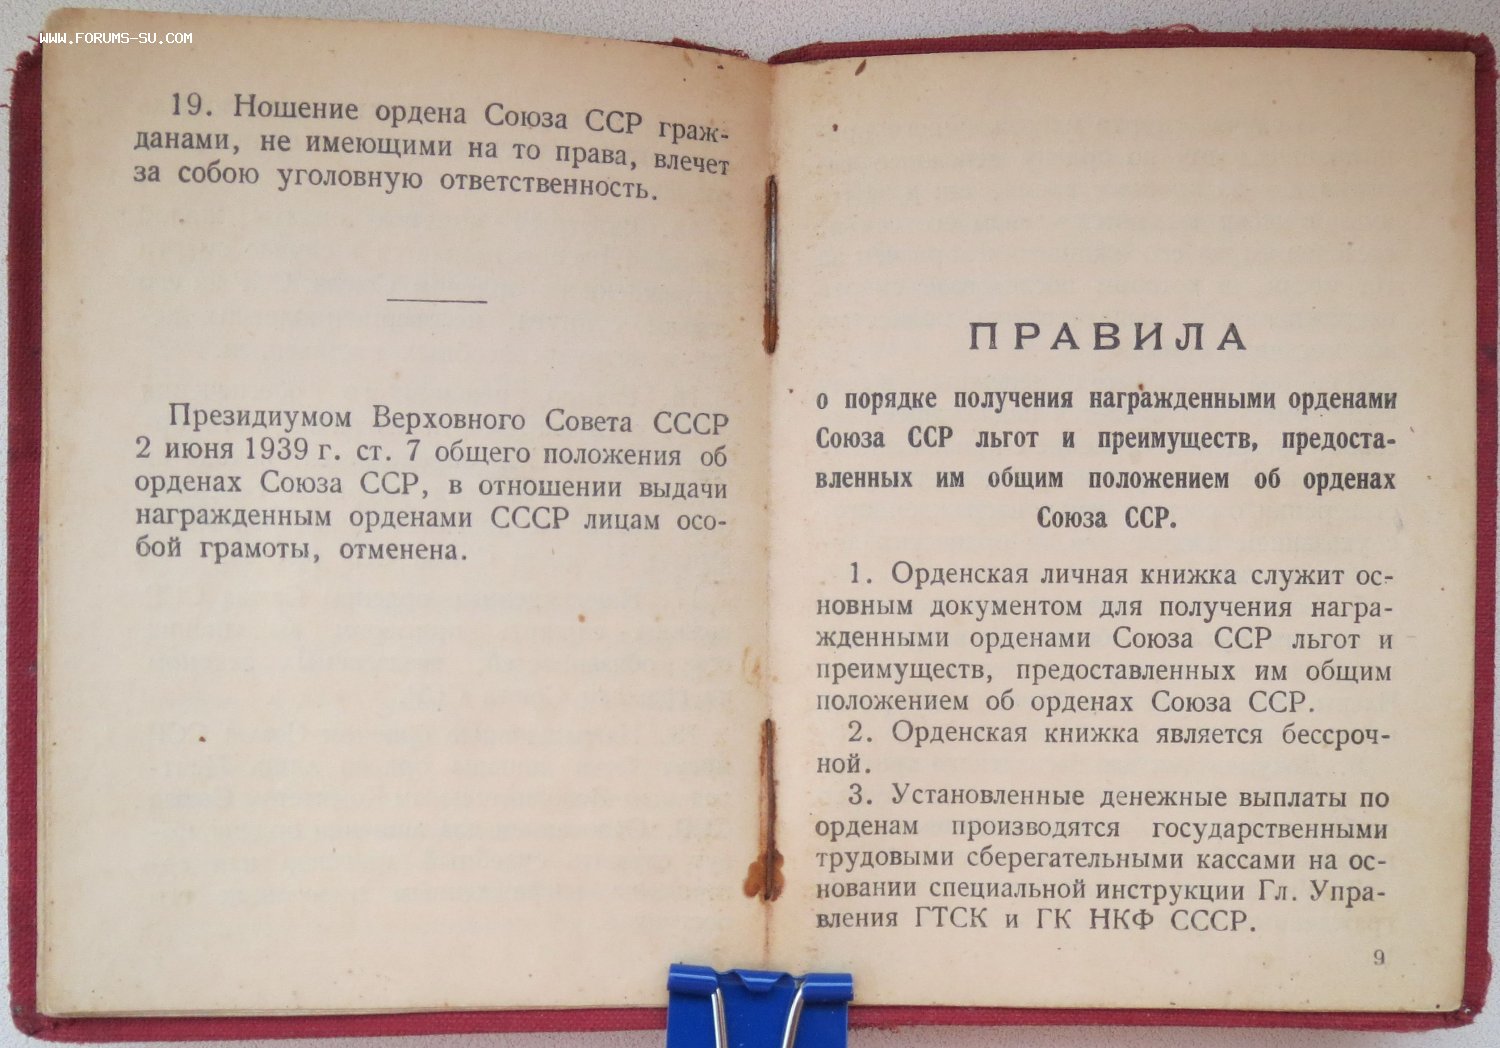 WWW.FORUMS-SU.COM
19. Ношение ордена Союза ССР граж-
данами, не имеющими на то права, влечет
за собою уголовную ответственность.
Президиумом Верховного Совета СССР
2 июня 1939 г. ст. 7 общего положения об
орденах Союза ССР, в отношении выдачи
награжденным орденами СССР лицам осо-
бой грамоты, отменена.
ПРАВИЛА
о порядке получения награжденными орденами
Союза ССР льгот и преимуществ, предоста-
вленных им общим положением об орденах
Союза ССР.
1. Орденская личная книжка служит ос-
новным документом для получения награ-
жденными орденами Союза ССР льгот и
преимуществ, предоставленных им общим
положением об орденах Союза ССР.
2. Орденская книжка является бессроч-
ной.
3. Установленные денежные выплаты по
орденам производятся государственными
трудовыми сберегательными кассами на ос-
новании специальной инструкции Гл. Упра-
вления ГТСК и ГК НКФ СССР.
9